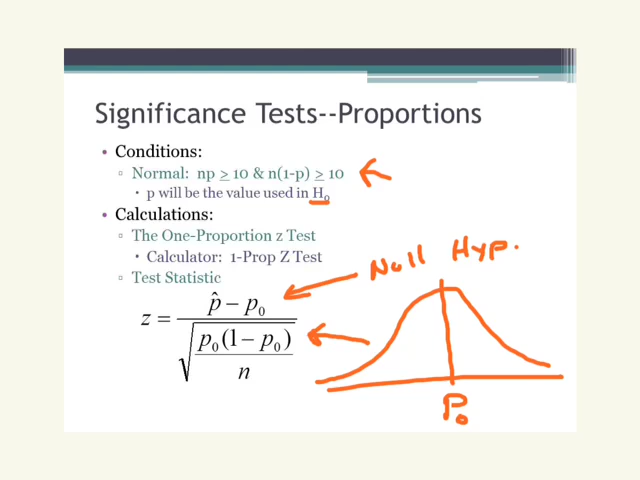 Significance Tests--Proportions
• Conditions:
▫ Normal: np ≥ 10 & n(1-p) ≥ 10
• p will be the value used in H₀
• Calculations:
▫ The One-Proportion z Test
• Calculator: 1-Prop Z Test
▫ Test Statistic
Null Hyp.
z = (p̂ − p₀) / √(p₀(1 − p₀) / n)
P₀